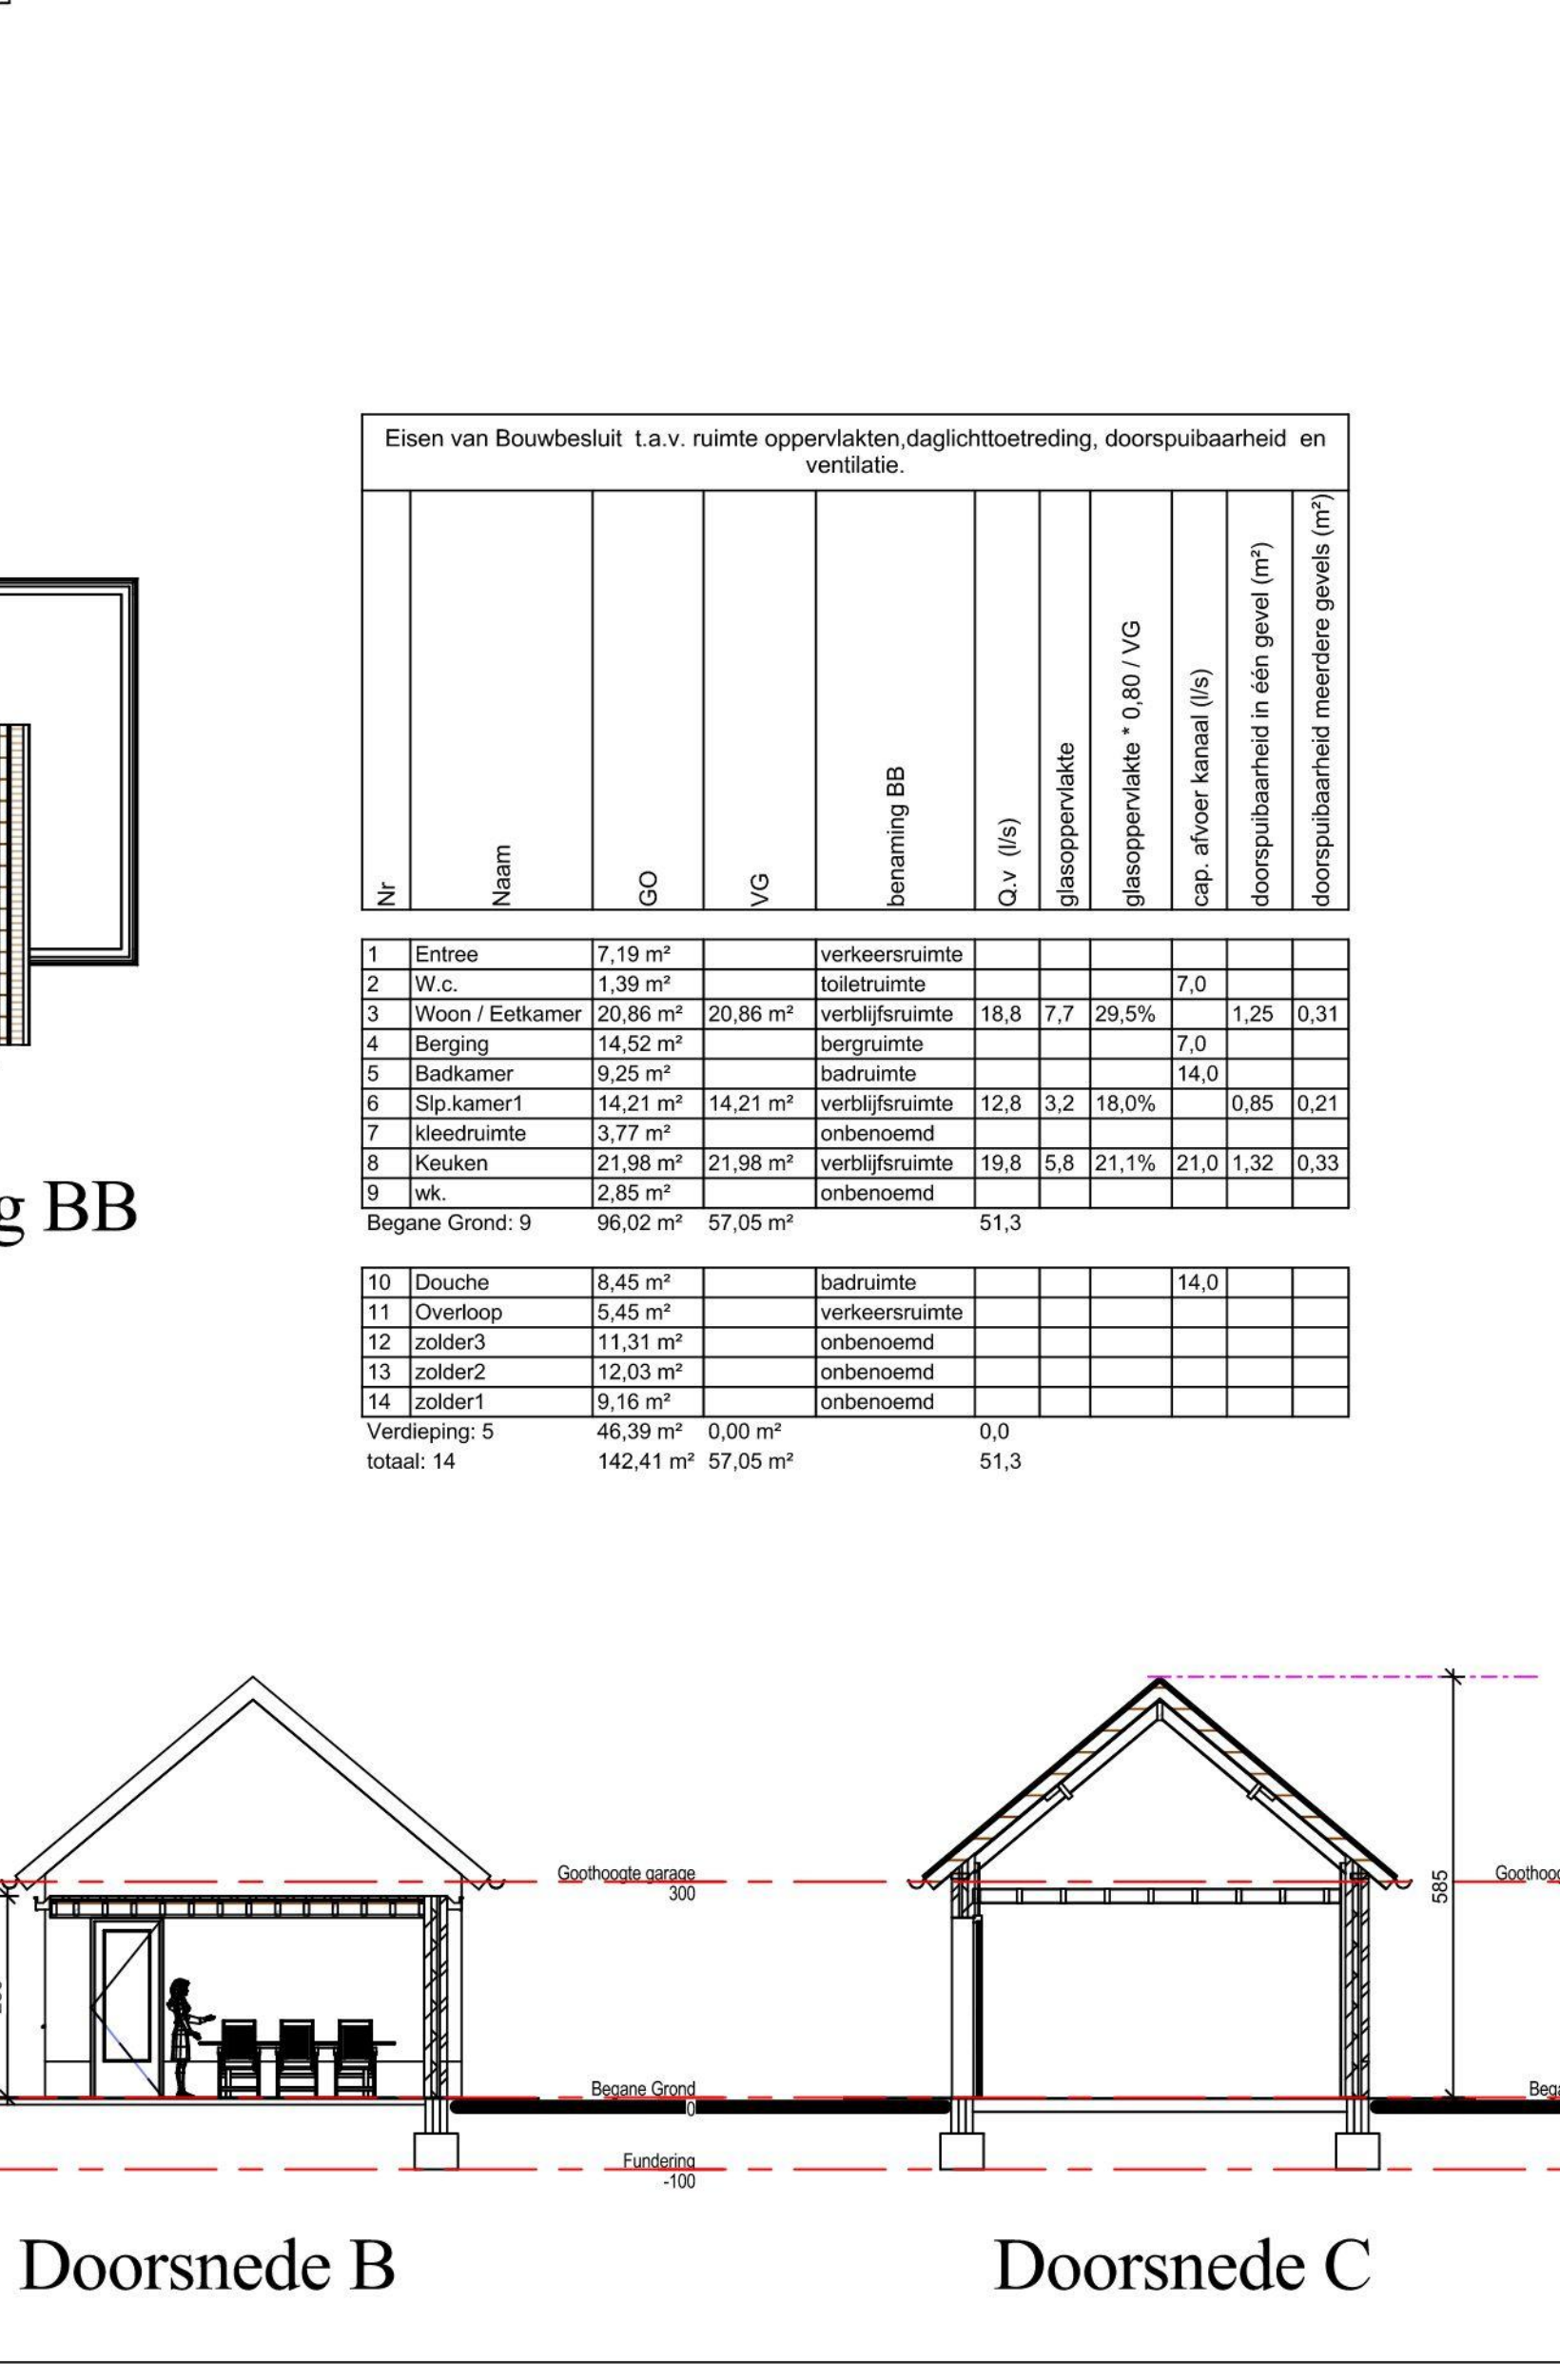 Eisen van Bouwbesluit t.a.v. ruimte oppervlakten,daglichttoetreding, doorspuibaarheid en
ventilatie.
Nr Naam GO VG benaming BB Q.v (l/s) glasoppervlakte glasoppervlakte * 0,80 / VG cap. afvoer kanaal (l/s) doorspuibaarheid in één gevel (m²) doorspuibaarheid meerdere gevels (m²)
1 Entree 7,19 m² verkeersruimte
2 W.c. 1,39 m² toiletruimte 7,0
3 Woon / Eetkamer 20,86 m² 20,86 m² verblijfsruimte 18,8 7,7 29,5% 1,25 0,31
4 Berging 14,52 m² bergruimte 7,0
5 Badkamer 9,25 m² badruimte 14,0
6 Slp.kamer1 14,21 m² 14,21 m² verblijfsruimte 12,8 3,2 18,0% 0,85 0,21
7 kleedruimte 3,77 m² onbenoemd
8 Keuken 21,98 m² 21,98 m² verblijfsruimte 19,8 5,8 21,1% 21,0 1,32 0,33
9 wk. 2,85 m² onbenoemd
Begane Grond: 9 96,02 m² 57,05 m² 51,3
g BB
10 Douche 8,45 m² badruimte 14,0
11 Overloop 5,45 m² verkeersruimte
12 zolder3 11,31 m² onbenoemd
13 zolder2 12,03 m² onbenoemd
14 zolder1 9,16 m² onbenoemd
Verdieping: 5 46,39 m² 0,00 m² 0,0
totaal: 14 142,41 m² 57,05 m² 51,3
Goothoogte garage
300
Goothoog
585
Begane Grond
0
Bega
Fundering
-100
Doorsnede B
Doorsnede C